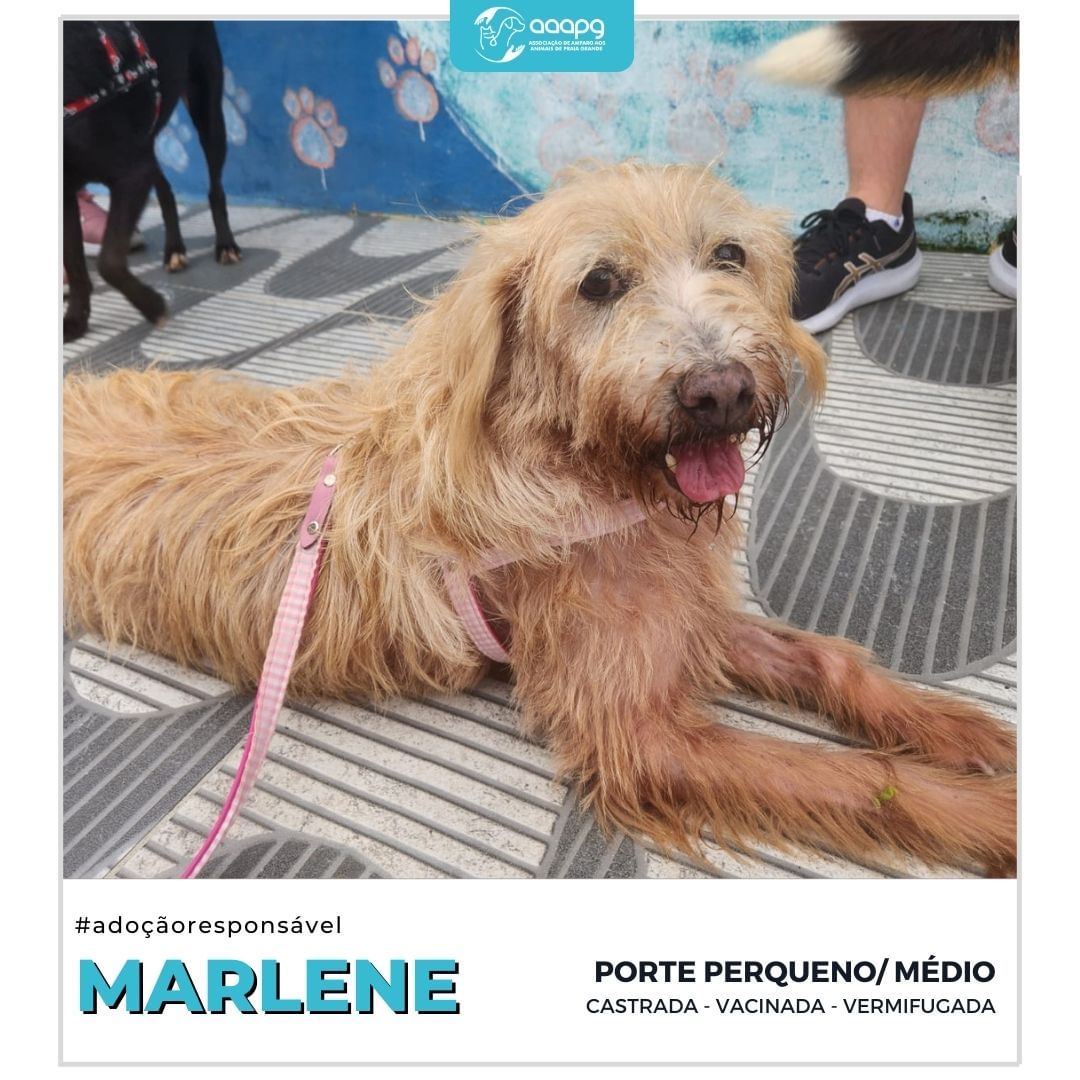 aaapg
ASSOCIAÇÃO DE AMPARO AOS
ANIMAIS DE PRAIA GRANDE
#adoçãoresponsável
MARLENE
PORTE PERQUENO/ MÉDIO
CASTRADA - VACINADA - VERMIFUGADA